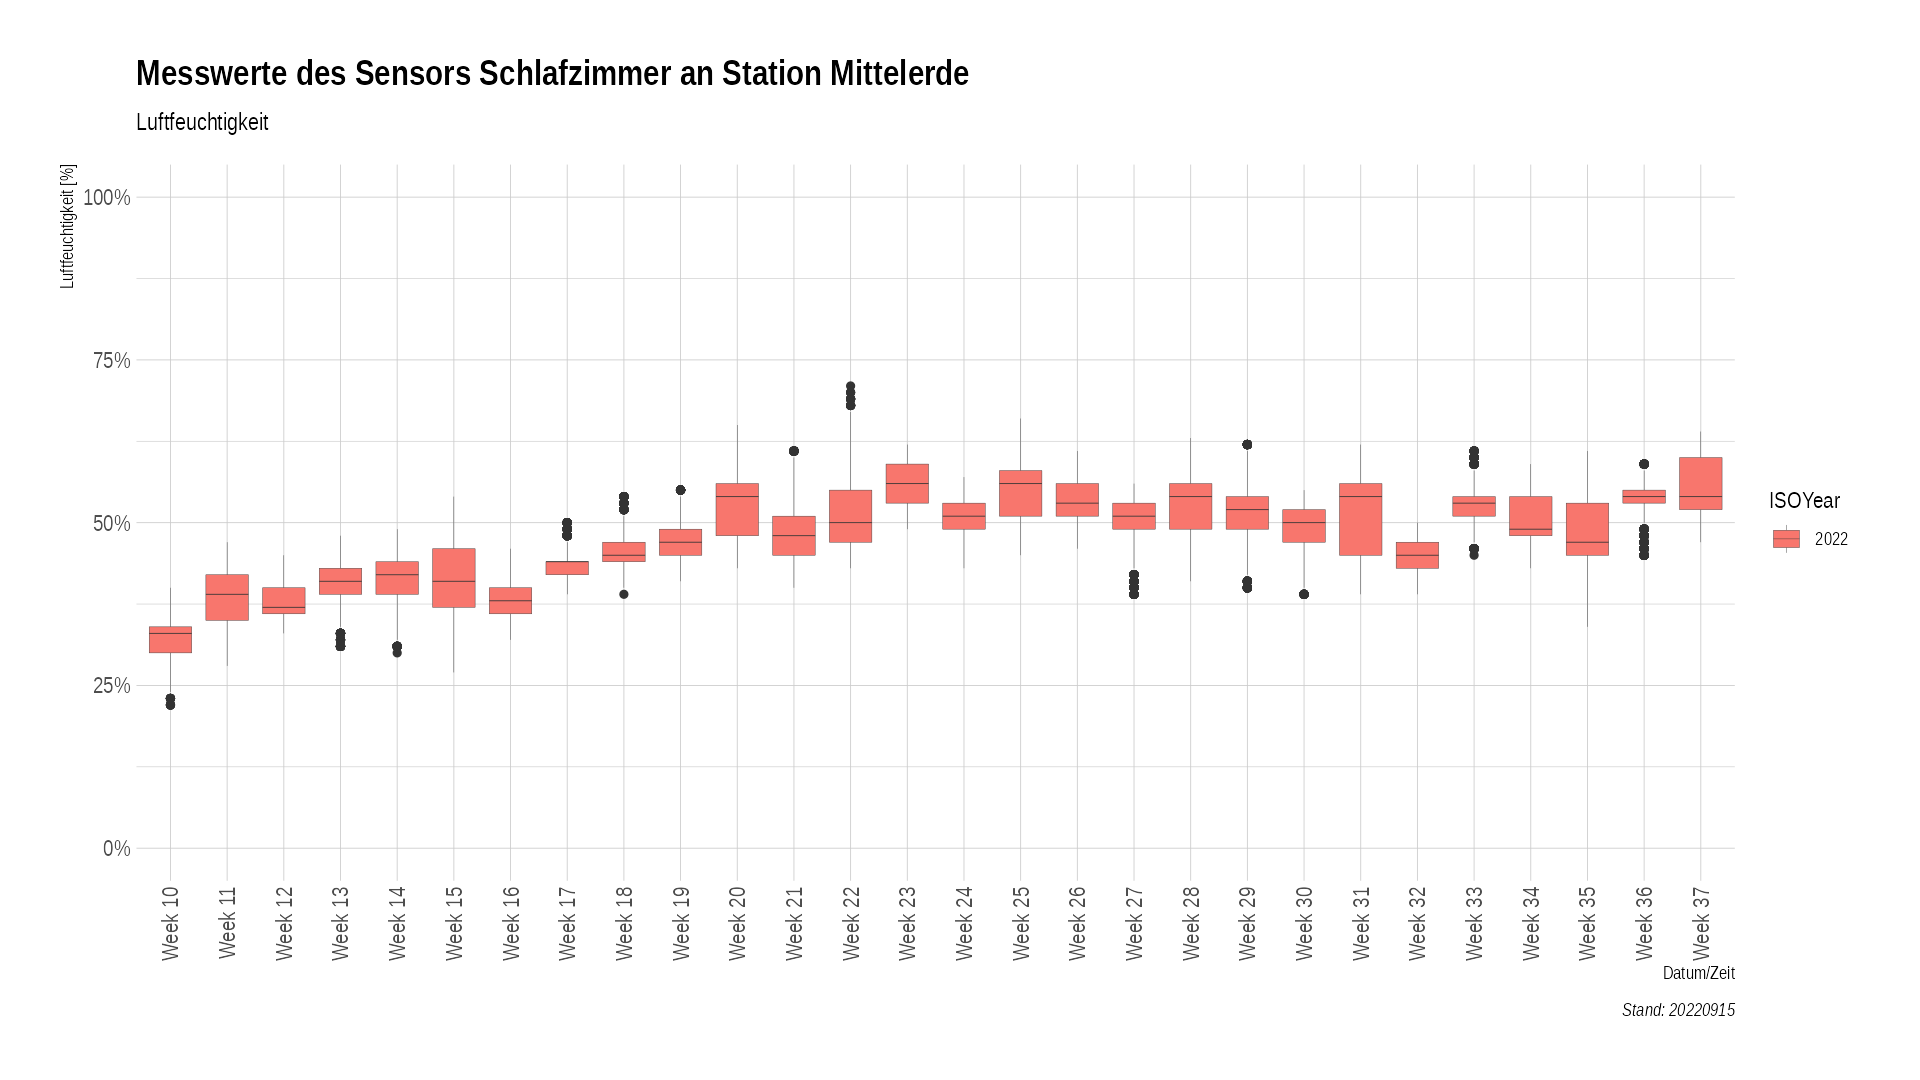 Messwerte des Sensors Schlafzimmer an Station Mittelerde
Luftfeuchtigkeit
Luftfeuchtigkeit [%]
100%
75%
50%
25%
0%
Week 10
Week 11
Week 12
Week 13
Week 14
Week 15
Week 16
Week 17
Week 18
Week 19
Week 20
Week 21
Week 22
Week 23
Week 24
Week 25
Week 26
Week 27
Week 28
Week 29
Week 30
Week 31
Week 32
Week 33
Week 34
Week 35
Week 36
Week 37
Datum/Zeit
ISOYear
2022
Stand: 20220915